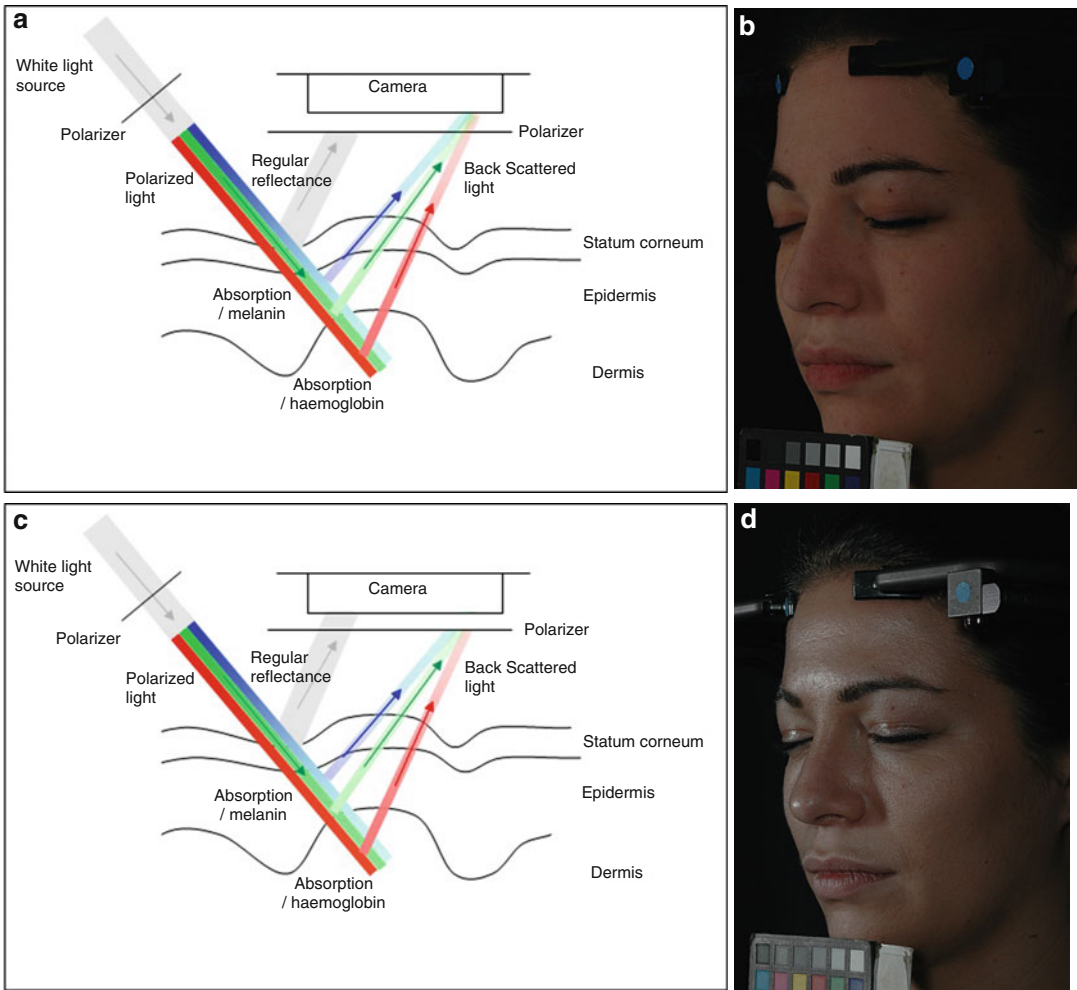 a
White light
source
Camera
Polarizer
Polarizer
Regular
reflectance
Back Scattered
light
Polarized
light
Statum corneum
Absorption
/ melanin
Epidermis
Dermis
Absorption
/ haemoglobin
b
c
White light
source
Camera
Polarizer
Polarizer
Regular
reflectance
Back Scattered
light
Polarized
light
Statum corneum
Absorption
/ melanin
Epidermis
Dermis
Absorption
/ haemoglobin
d